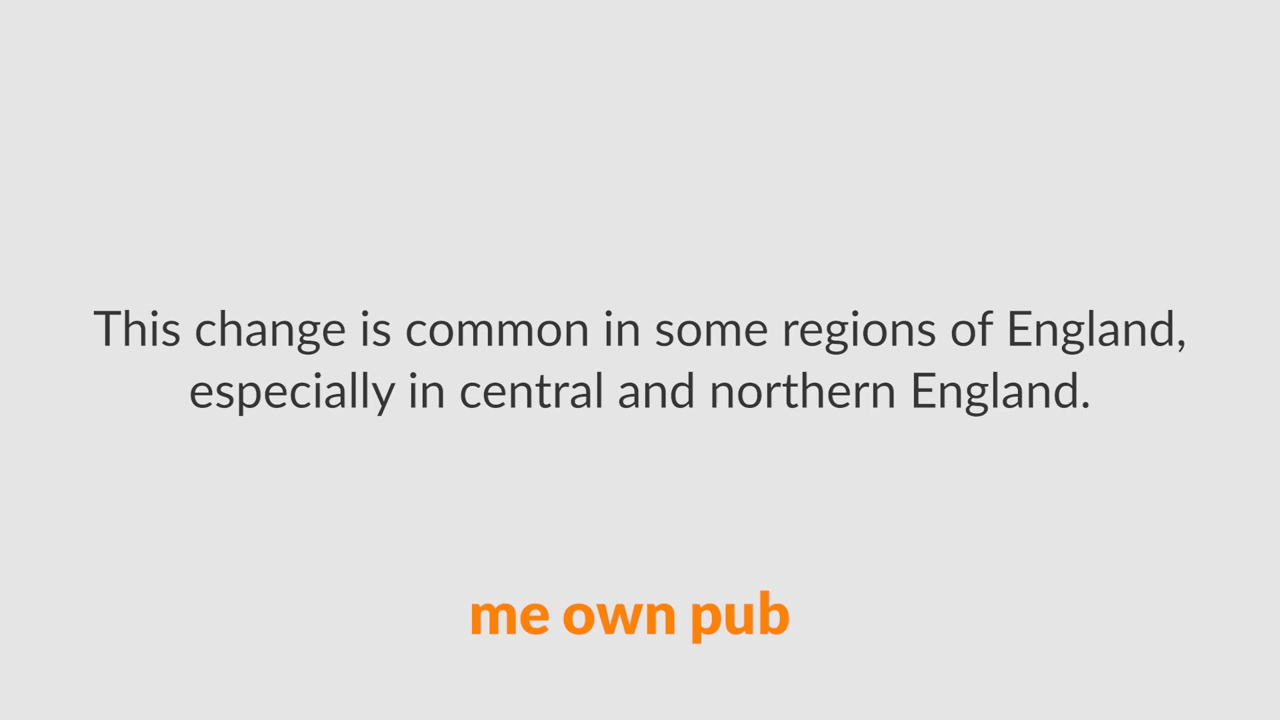 This change is common in some regions of England,
especially in central and northern England.
me own pub